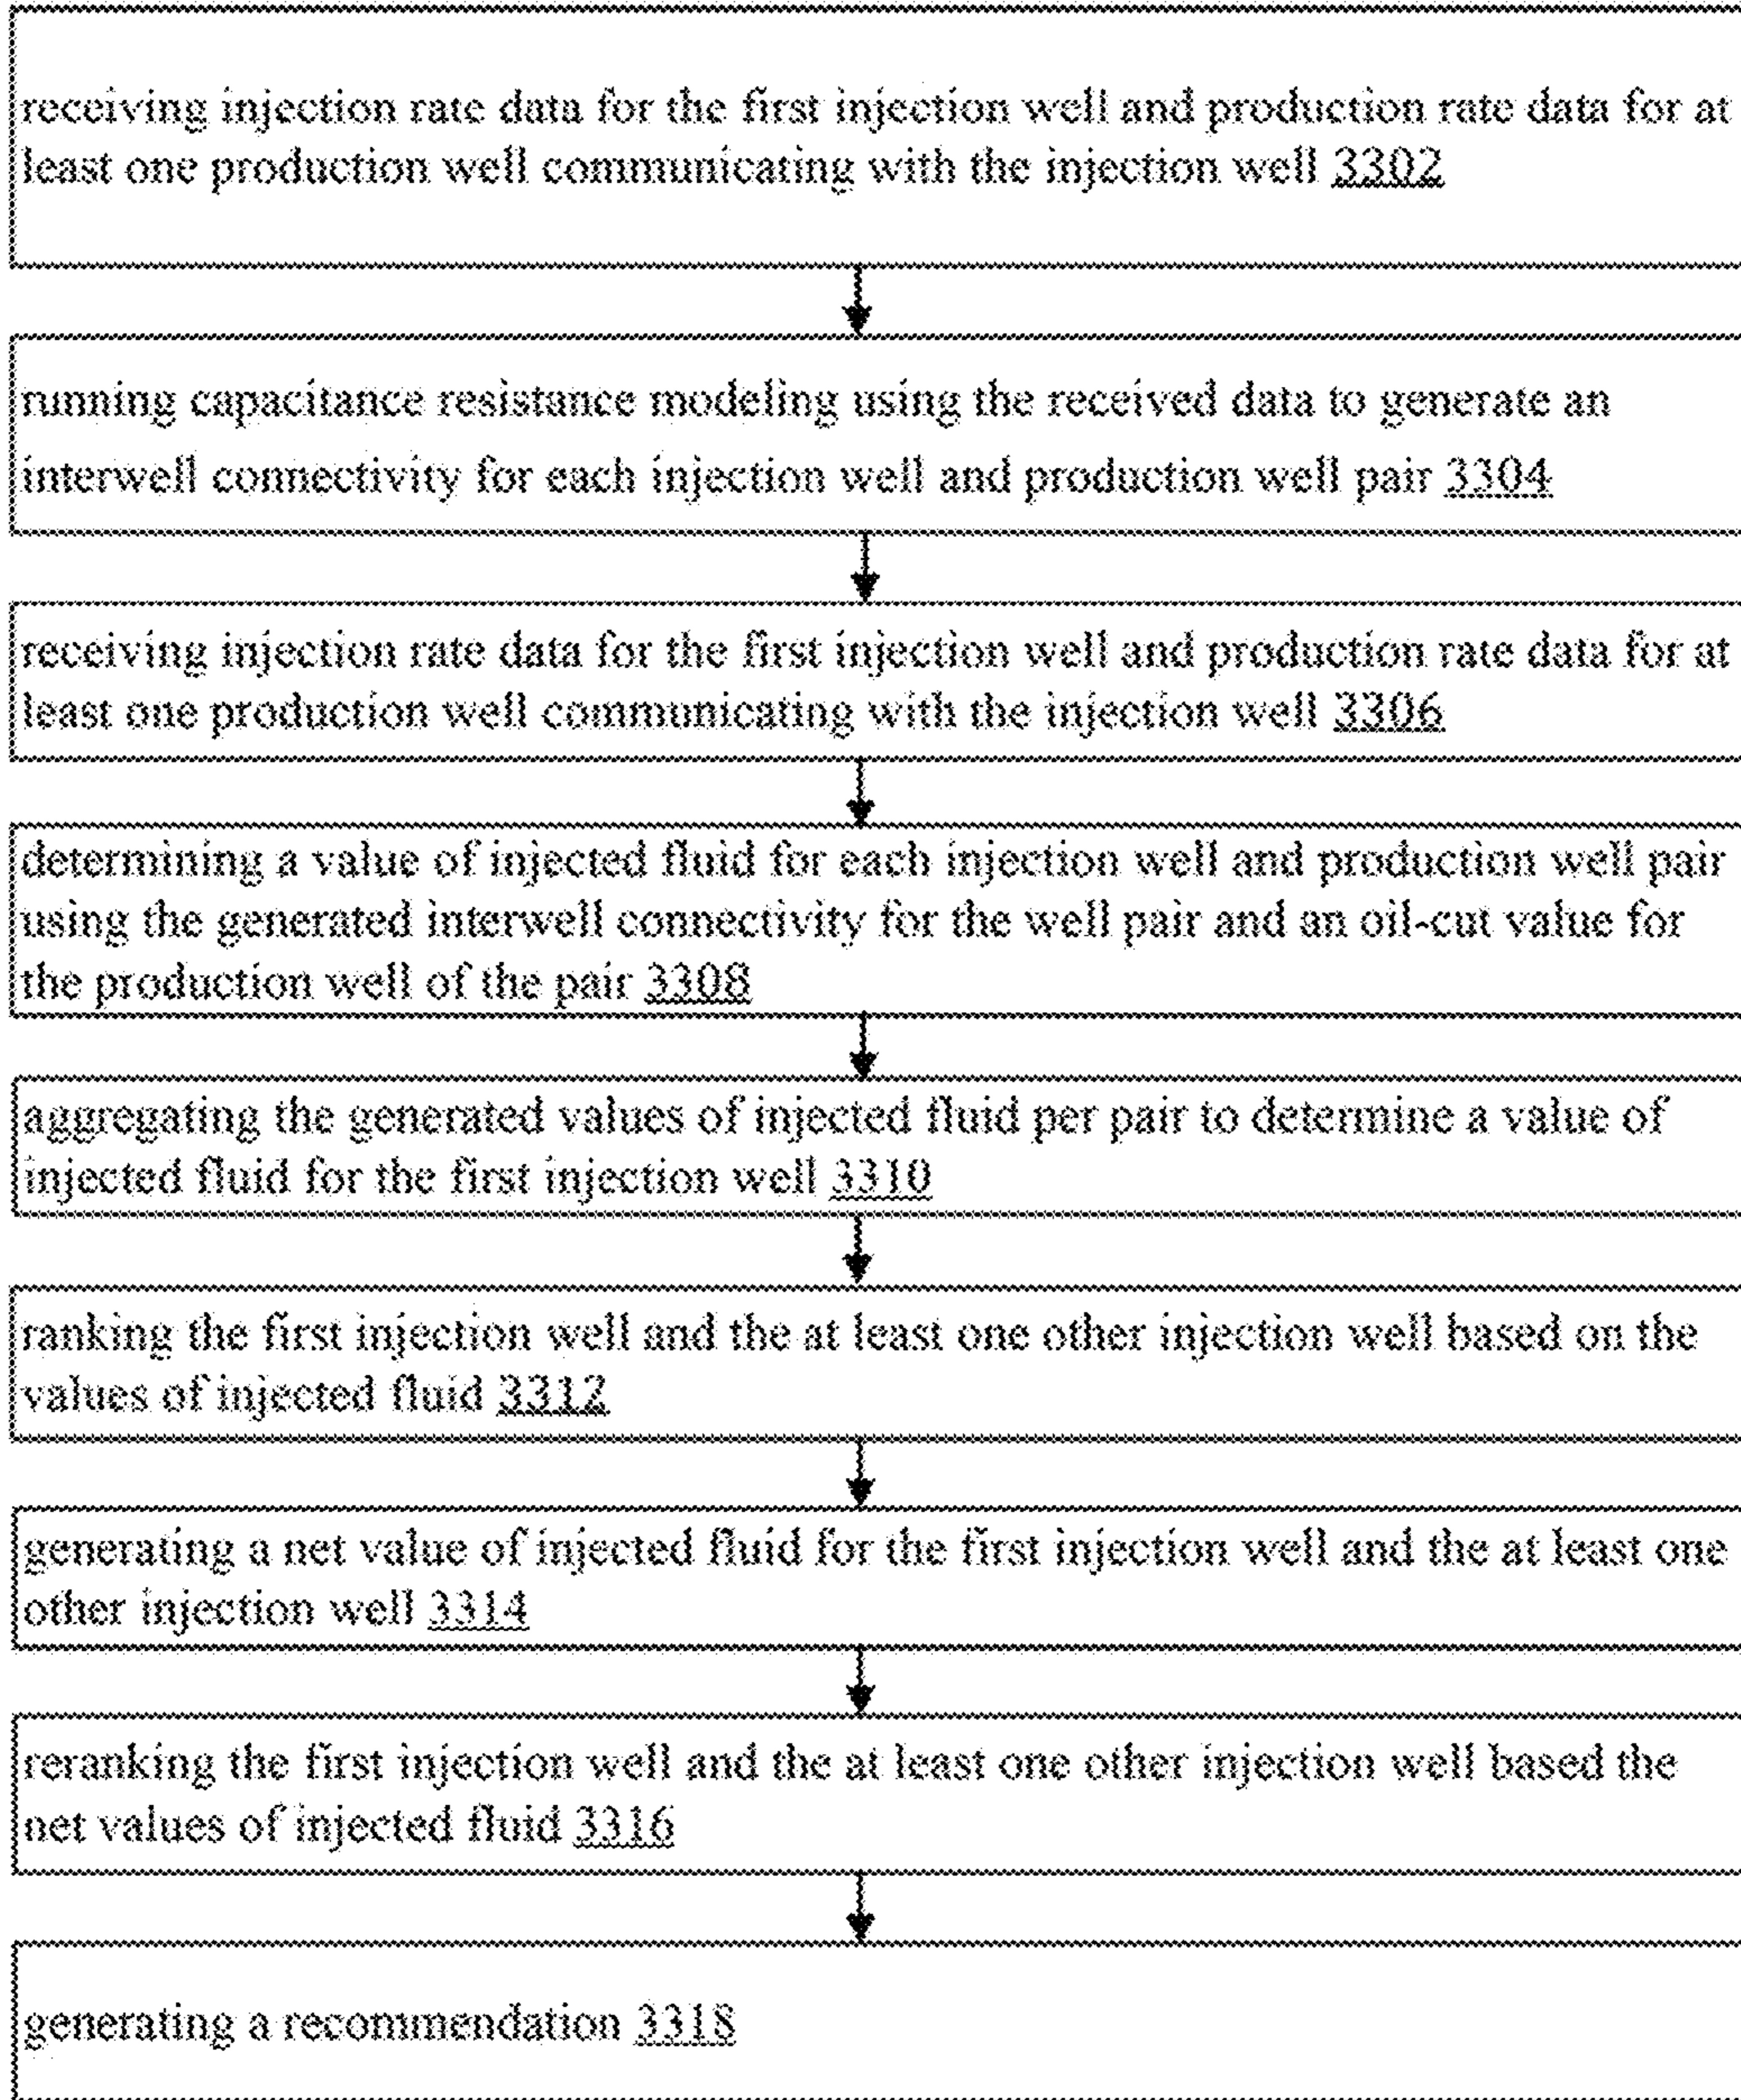 receiving injection rate data for the first injection well and production rate data for at
least one production well communicating with the injection well 3302
running capacitance resistance modeling using the received data to generate an
interwell connectivity for each injection well and production well pair 3304
receiving injection rate data for the first injection well and production rate data for at
least one production well communicating with the injection well 3306
determining a value of injected fluid for each injection well and production well pair
using the generated interwell connectivity for the well pair and an oil-cut value for
the production well of the pair 3308
aggregating the generated values of injected fluid per pair to determine a value of
injected fluid for the first injection well 3310
ranking the first injection well and the at least one other injection well based on the
values of injected fluid 3312
generating a net value of injected fluid for the first injection well and the at least one
other injection well 3314
reranking the first injection well and the at least one other injection well based the
net values of injected fluid 3316
generating a recommendation 3318